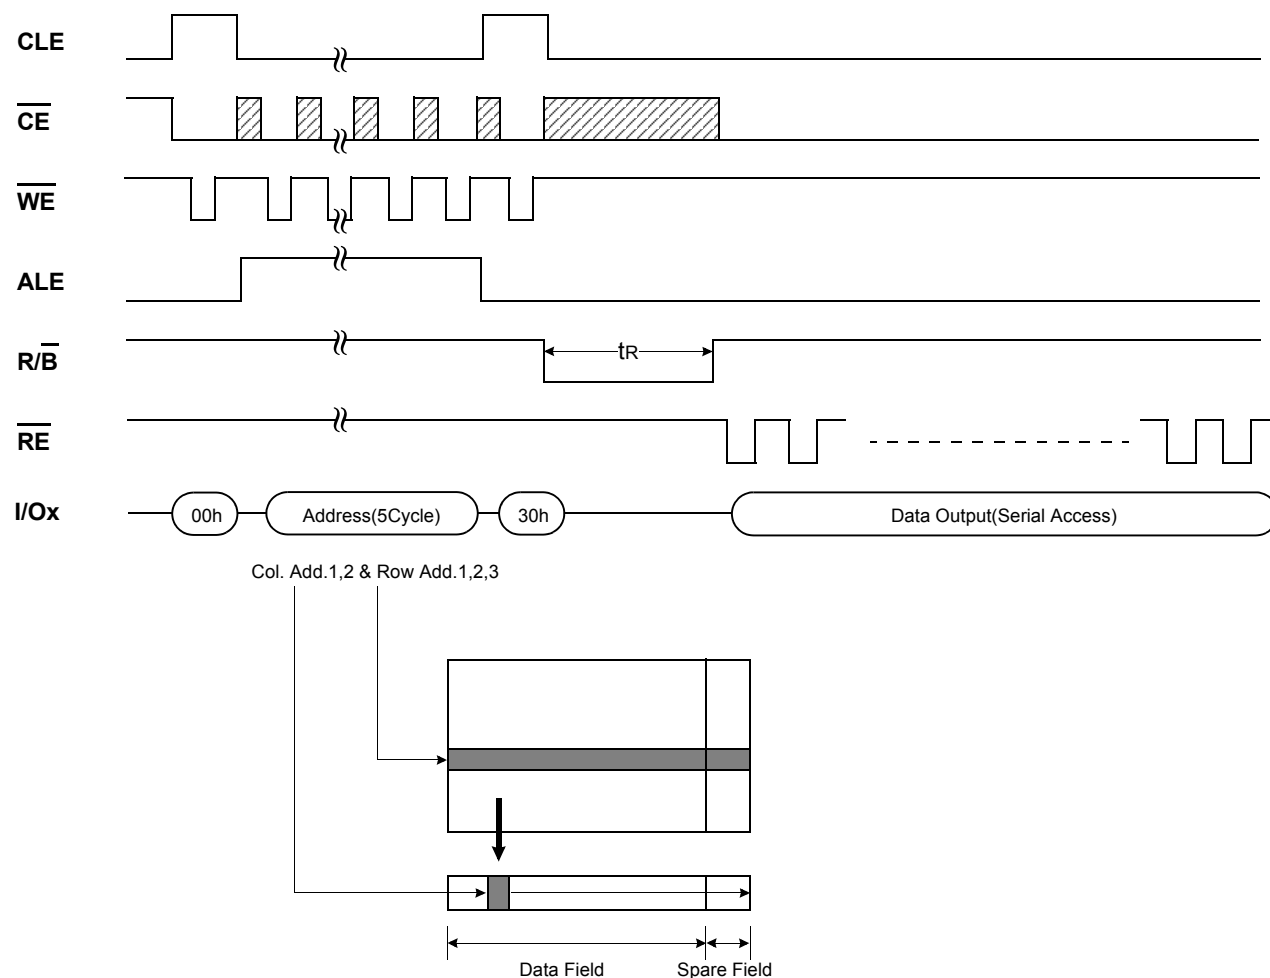 CLE
CE
WE
ALE
R/B
tR
RE
I/Ox
00h
Address(5Cycle)
30h
Data Output(Serial Access)
Col. Add.1,2 & Row Add.1,2,3
Data Field
Spare Field